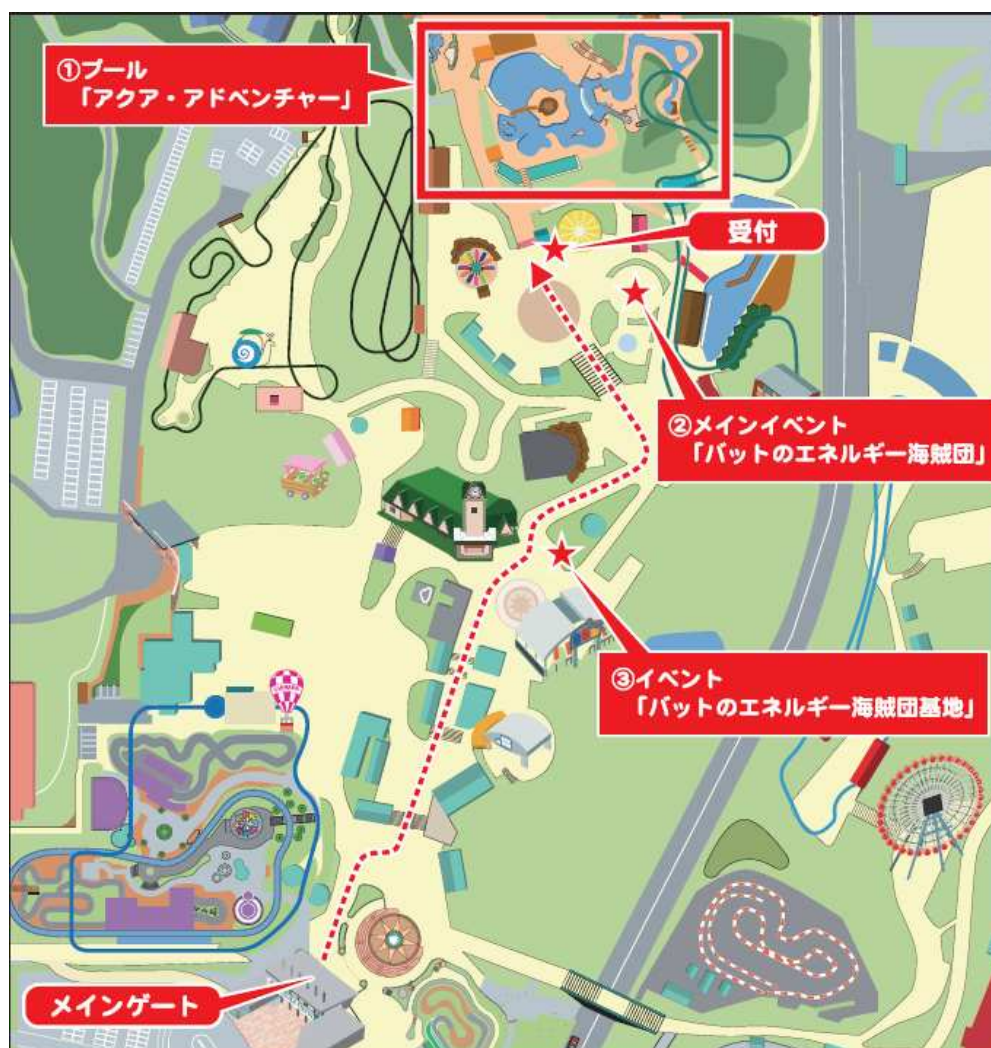 ①プール
「アクア・アドベンチャー」
受付
②メインイベント
「バットのエネルギー海賊団」
③イベント
「バットのエネルギー海賊団基地」
メインゲート